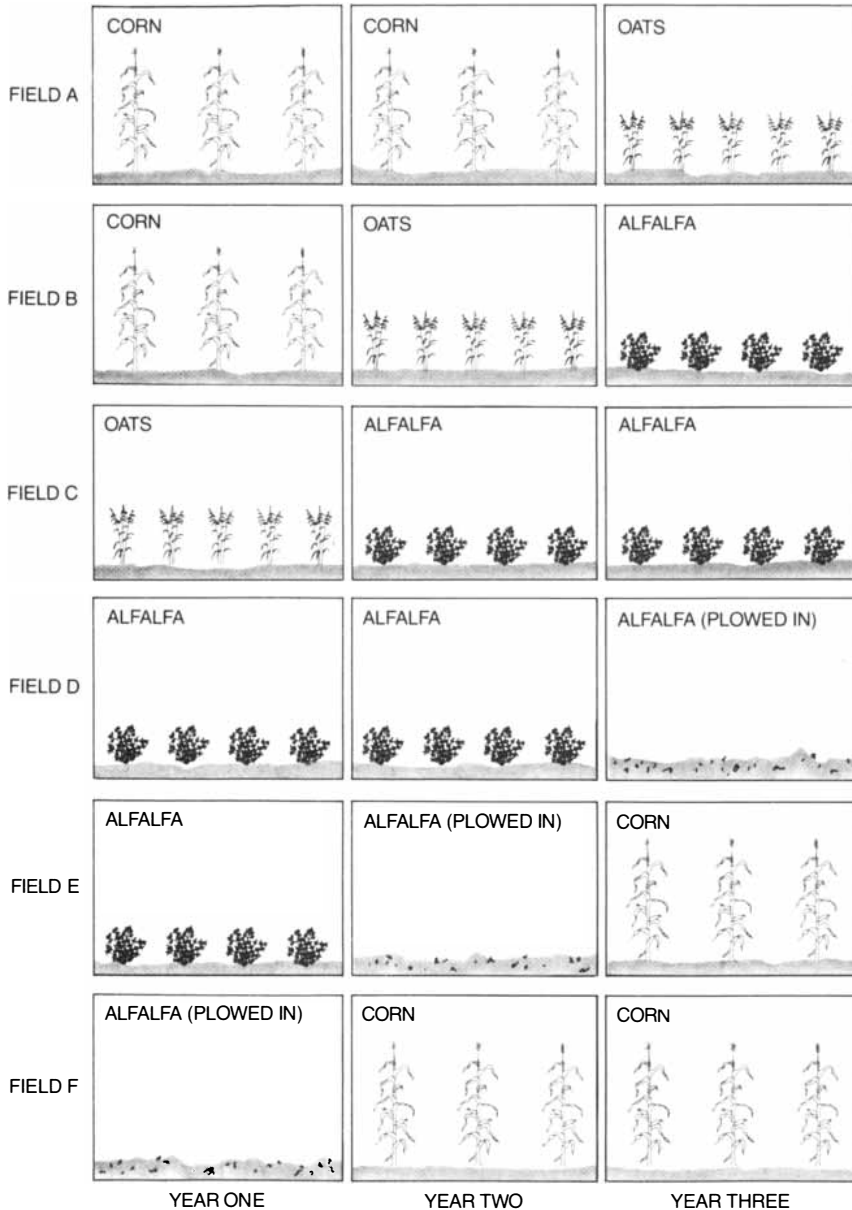 CORN CORN OATS
FIELD A
CORN OATS ALFALFA
FIELD B
OATS ALFALFA ALFALFA
FIELD C
ALFALFA ALFALFA ALFALFA (PLOWED IN)
FIELD D
ALFALFA ALFALFA (PLOWED IN) CORN
FIELD E
ALFALFA (PLOWED IN) CORN CORN
FIELD F
YEAR ONE YEAR TWO YEAR THREE